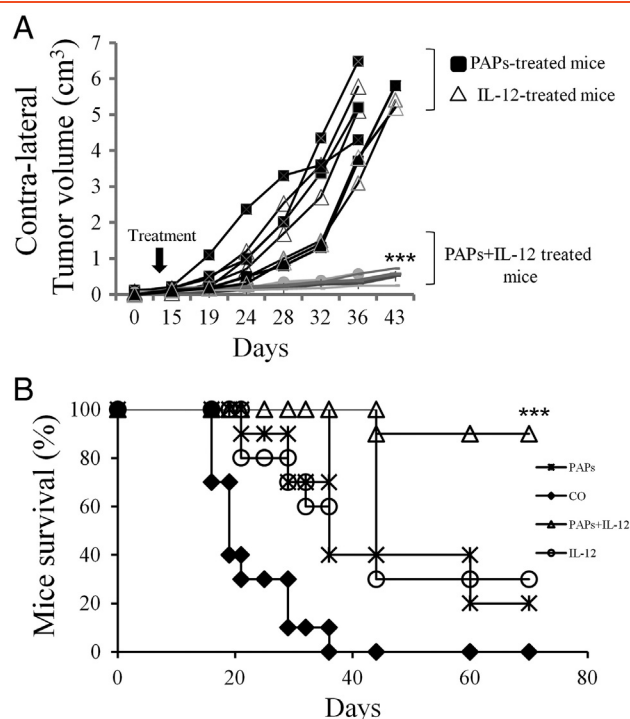 A
Contra-lateral
Tumor volume (cm3)
7
6
5
4
3
2
1
0
Treatment
***
PAPs-treated mice
IL-12-treated mice
PAPs+IL-12 treated
mice
0 15 19 24 28 32 36 43
Days
B
Mice survival (%)
100
80
60
40
20
0
***
PAPs
CO
PAPs+IL-12
IL-12
0 20 40 60 80
Days